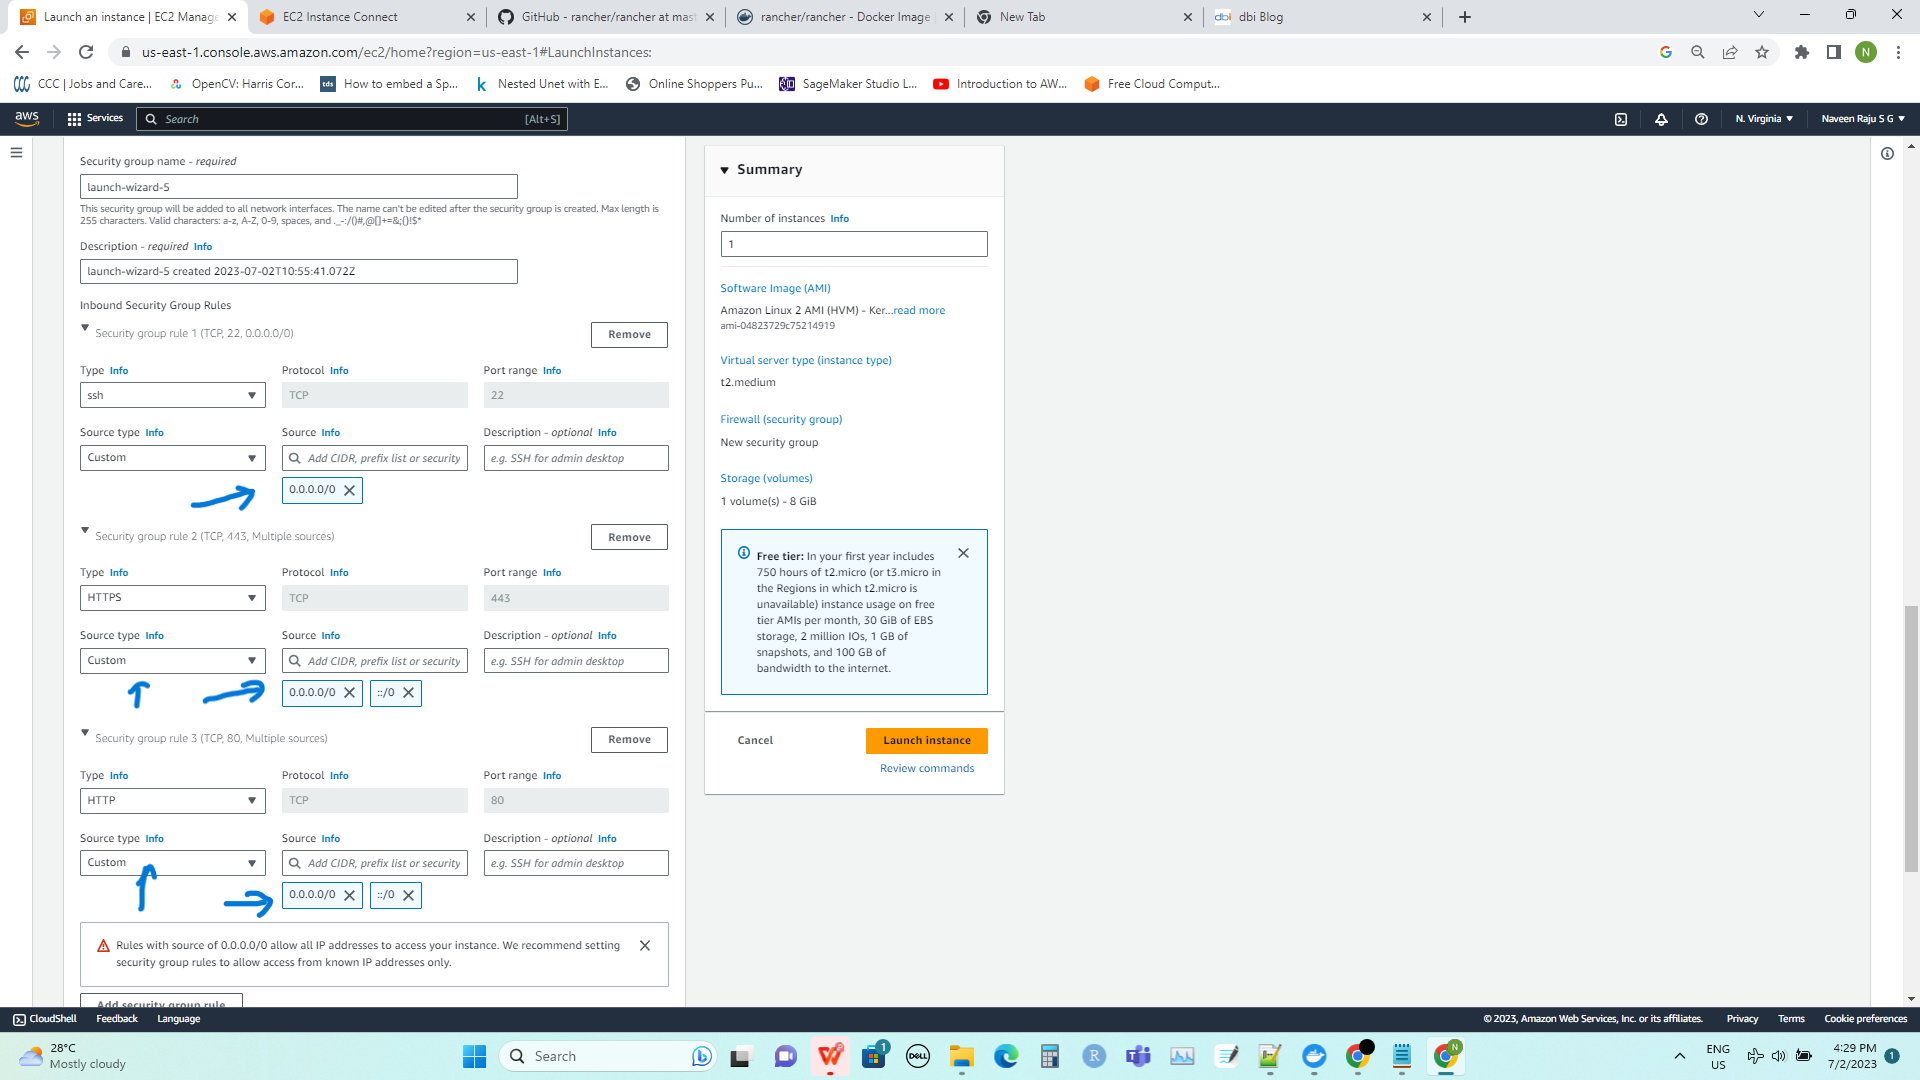 Launch an instance | EC2 Manage
EC2 Instance Connect
GitHub - rancher/rancher at mast
rancher/rancher - Docker Image
New Tab
dbi
dbi Blog
us-east-1.console.aws.amazon.com/ec2/home?region=us-east-1#LaunchInstances:
N
CCC | Jobs and Care...
OpenCV: Harris Cor...
tds
How to embed a Sp...
Nested Unet with E...
Online Shoppers Pu...
SageMaker Studio L...
Introduction to AW...
Free Cloud Comput...
aws
Services
Search
[Alt+S]
N. Virginia
Naveen Raju S G
Security group name - required
launch-wizard-5
This security group will be added to all network interfaces. The name can't be edited after the security group is created. Max length is
255 characters. Valid characters: a-z, A-Z, 0-9, spaces, and ._-:/()#,@[]+=&;{}!$*
Description - required Info
launch-wizard-5 created 2023-07-02T10:55:41.072Z
Inbound Security Group Rules
Security group rule 1 (TCP, 22, 0.0.0.0/0)
Remove
Type Info
Protocol Info
Port range Info
ssh
TCP
22
Source type Info
Source Info
Description - optional Info
Custom
Add CIDR, prefix list or security
e.g. SSH for admin desktop
0.0.0.0/0
Security group rule 2 (TCP, 443, Multiple sources)
Remove
Type Info
Protocol Info
Port range Info
HTTPS
TCP
443
Source type Info
Source Info
Description - optional Info
Custom
Add CIDR, prefix list or security
e.g. SSH for admin desktop
0.0.0.0/0
::/0
Security group rule 3 (TCP, 80, Multiple sources)
Remove
Type Info
Protocol Info
Port range Info
HTTP
TCP
80
Source type Info
Source Info
Description - optional Info
Custom
Add CIDR, prefix list or security
e.g. SSH for admin desktop
0.0.0.0/0
::/0
Rules with source of 0.0.0.0/0 allow all IP addresses to access your instance. We recommend setting
security group rules to allow access from known IP addresses only.
Add security group rule
Summary
Number of instances Info
1
Software Image (AMI)
Amazon Linux 2 AMI (HVM) - Ker...read more
ami-04823729c75214919
Virtual server type (instance type)
t2.medium
Firewall (security group)
New security group
Storage (volumes)
1 volume(s) - 8 GiB
Free tier: In your first year includes
750 hours of t2.micro (or t3.micro in
the Regions in which t2.micro is
unavailable) instance usage on free
tier AMIs per month, 30 GiB of EBS
storage, 2 million IOs, 1 GB of
snapshots, and 100 GB of
bandwidth to the internet.
Cancel
Launch instance
Review commands
CloudShell
Feedback
Language
© 2023, Amazon Web Services, Inc. or its affiliates.
Privacy
Terms
Cookie preferences
28°C
Mostly cloudy
Search
1
DELL
R
N
ENG
US
4:29 PM
7/2/2023
1